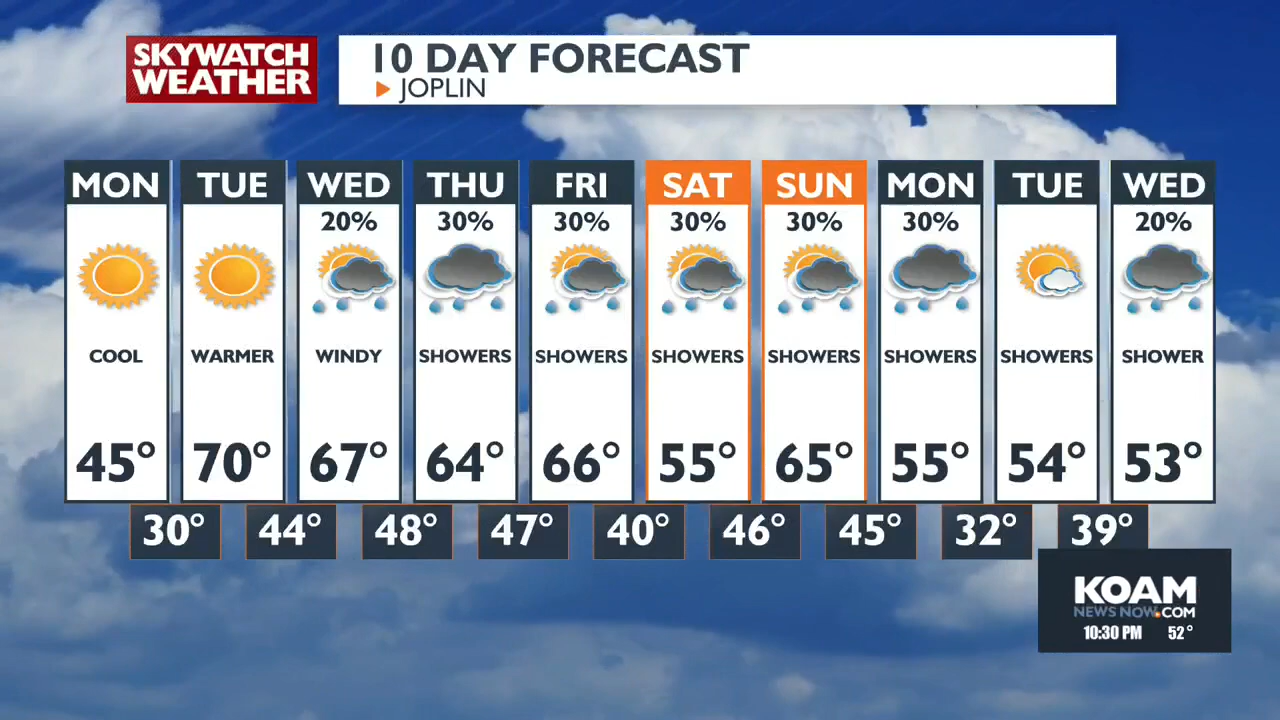 SKYWATCH
WEATHER
10 DAY FORECAST
JOPLIN
MON TUE WED THU FRI SAT SUN MON TUE WED
20% 30% 30% 30% 30% 30% 20%
COOL WARMER WINDY SHOWERS SHOWERS SHOWERS SHOWERS SHOWERS SHOWERS SHOWER
45° 70° 67° 64° 66° 55° 65° 55° 54° 53°
30° 44° 48° 47° 40° 46° 45° 32° 39°
KOAM
NEWS NOW.COM
10:30 PM 52°